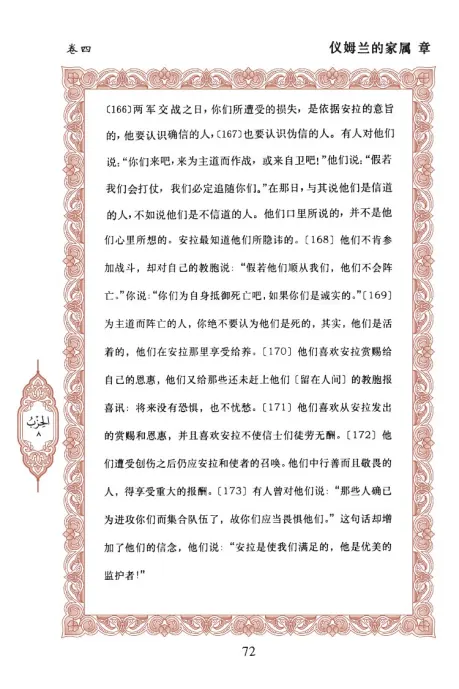 卷四
仪姆兰的家属 章
〔166〕两军交战之日，你们所遭受的损失，是依据安拉的意旨
的，他要认识确信的人，〔167〕也要认识伪信的人。有人对他们
说：“你们来吧，来为主道而作战，或来自卫吧！”他们说：“假若
我们会打仗，我们必定追随你们。”在那日，与其说他们是信道
的人，不如说他们是不信道的人。他们口里所说的，并不是他
们心里所想的。安拉最知道他们所隐讳的。〔168〕他们不肯参
加战斗，却对自己的教胞说：“假若他们顺从我们，他们不会阵
亡。”你说：“你们为自身抵御死亡吧，如果你们是诚实的。”〔169〕
为主道而阵亡的人，你绝不要认为他们是死的，其实，他们是活
着的，他们在安拉那里享受给养。〔170〕他们喜欢安拉赏赐给
自己的恩惠，他们又给那些还未赶上他们〔留在人间〕的教胞报
喜讯：将来没有恐惧，也不忧愁。〔171〕他们喜欢从安拉发出
的赏赐和恩惠，并且喜欢安拉不使信士们徒劳无酬。〔172〕他
们遭受创伤之后仍应安拉和使者的召唤。他们中行善而且敬畏的
人，得享受重大的报酬。〔173〕有人曾对他们说：“那些人确已
为进攻你们而集合队伍了，故你们应当畏惧他们。”这句话却增
加了他们的信念，他们说：“安拉是使我们满足的，他是优美的
监护者！”
الحزب
٨
72